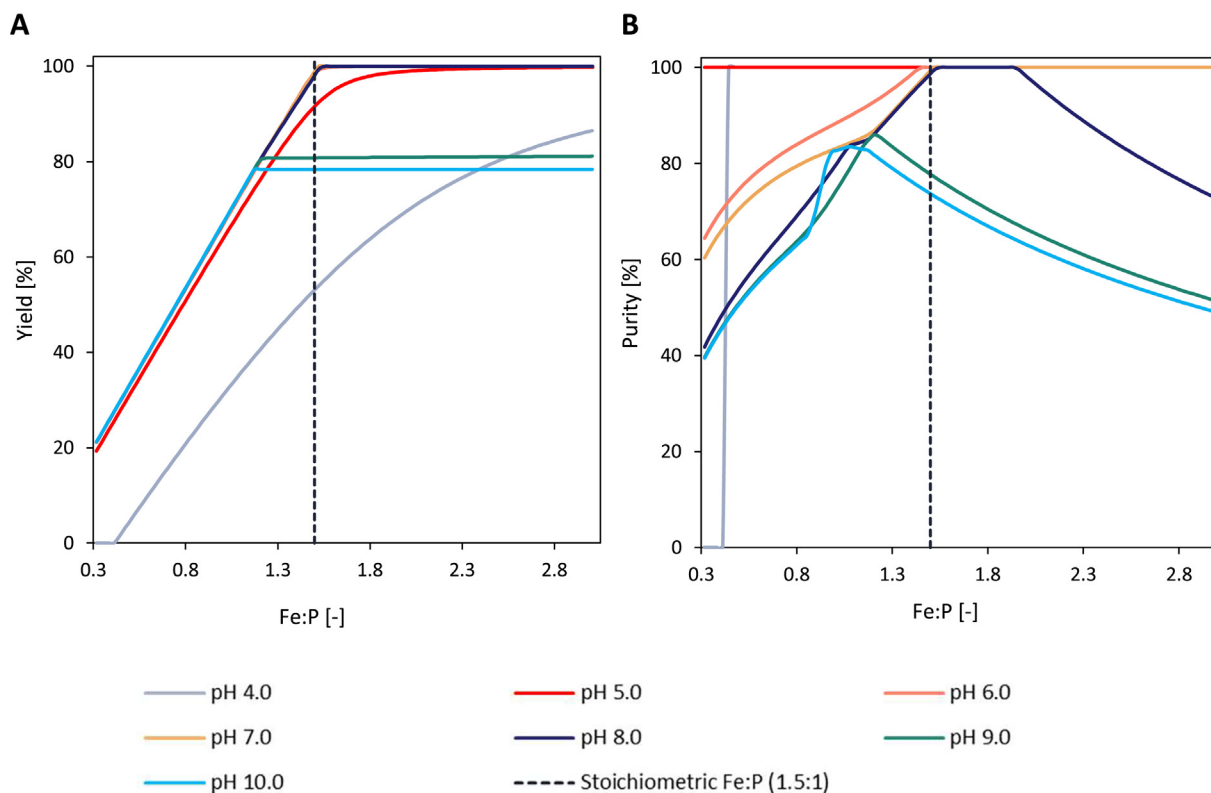 A
B
100
80
60
40
20
0
Yield [%]
0.3 0.8 1.3 1.8 2.3 2.8
Fe:P [-]
100
80
60
40
20
0
Purity [%]
0.3 0.8 1.3 1.8 2.3 2.8
Fe:P [-]
pH 4.0 pH 5.0 pH 6.0
pH 7.0 pH 8.0 pH 9.0
pH 10.0 Stoichiometric Fe:P (1.5:1)